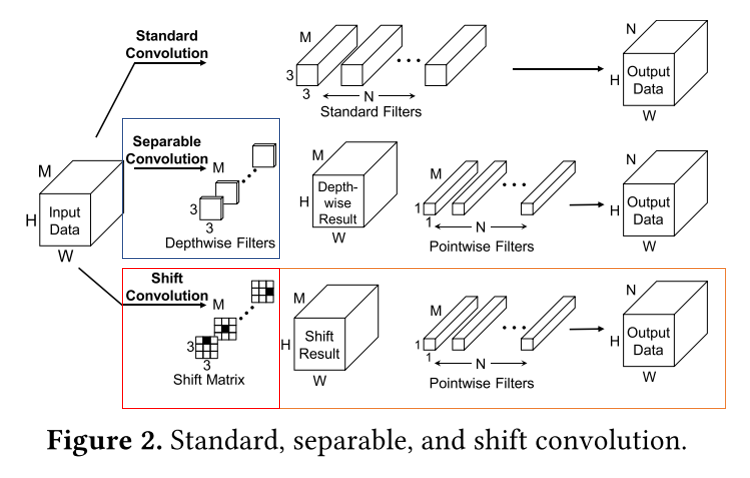 Standard
Convolution
M
3
3
N
Standard Filters
N
H
Output
Data
W
M
H
Input
Data
W
Separable
Convolution
M
3
3
Depthwise Filters
M
H
Depth-
wise
Result
W
M
1
1
N
Pointwise Filters
N
H
Output
Data
W
Shift
Convolution
M
3
3
Shift Matrix
M
H
Shift
Result
W
M
1
1
N
Pointwise Filters
N
H
Output
Data
W
Figure 2. Standard, separable, and shift convolution.